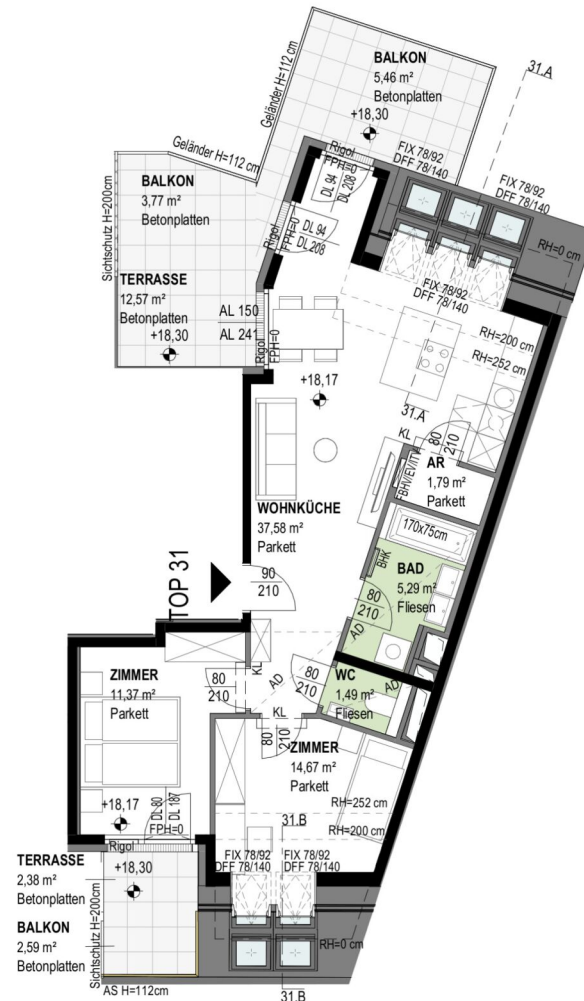 BALKON
5,46 m²
Betonplatten
+18,30
31.A
Geländer H=112 cm
Geländer H=112 cm
FIX 78/92
DFF 78/140
FIX 78/92
DFF 78/140
Rigol
FPH=0
DL 94
DL 208
RH=0 cm
BALKON
3,77 m²
Betonplatten
Sichtschutz H=200cm
Rigol
FPH=0
DL 94
DL 208
FIX 78/92
DFF 78/140
TERRASSE
12,57 m²
Betonplatten
+18,30
AL 150
AL 241
Rigol
FPH=0
RH=200 cm
RH=252 cm
+18,17
31.A
KL
80
210
FBHV/EV/ITV
AR
1,79 m²
Parkett
WOHNKÜCHE
37,58 m²
Parkett
170x75cm
BHK
BAD
5,29 m²
Fliesen
TOP 31
90
210
80
210
AD
ZIMMER
11,37 m²
Parkett
80
210
KL
AD
80
210
WC
1,49 m²
Fliesen
AD
KL
80
210
ZIMMER
14,67 m²
Parkett
RH=252 cm
RH=200 cm
+18,17
DL 80
DL 187
FPH=0
Rigol
31.B
FIX 78/92
DFF 78/140
FIX 78/92
DFF 78/140
TERRASSE
2,38 m²
Betonplatten
+18,30
BALKON
2,59 m²
Betonplatten
Sichtschutz H=200cm
RH=0 cm
AS H=112cm
31.B